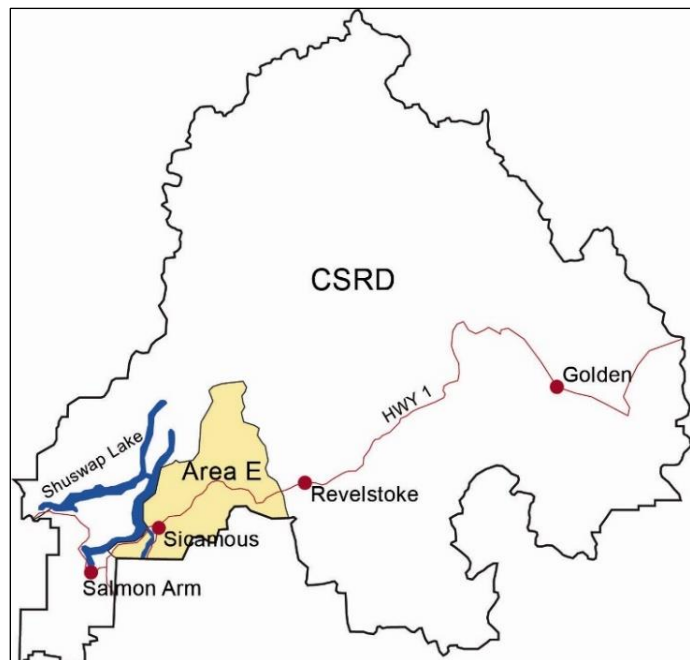 CSRD
Golden
HWY 1
Shuswap Lake
Area E
Revelstoke
Sicamous
Salmon Arm